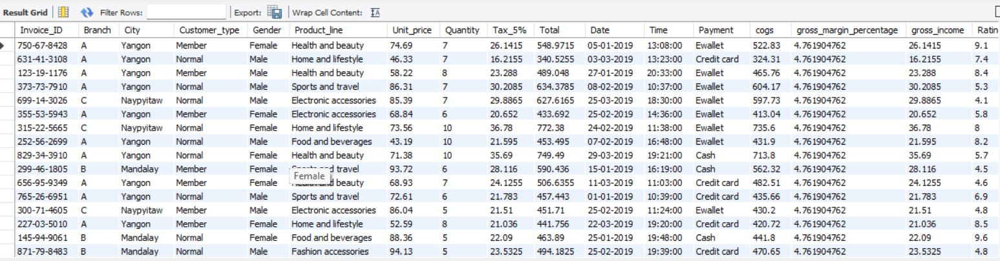 Result Grid Filter Rows: Export: Wrap Cell Content:
Invoice_ID Branch City Customer_type Gender Product_line Unit_price Quantity Tax_5% Total Date Time Payment cogs gross_margin_percentage gross_income Ratin
750-67-8428 A Yangon Member Female Health and beauty 74.69 7 26.1415 548.9715 05-01-2019 13:08:00 Ewallet 522.83 4.761904762 26.1415 9.1
631-41-3108 A Yangon Normal Male Home and lifestyle 46.33 7 16.2155 340.5255 03-03-2019 13:23:00 Credit card 324.31 4.761904762 16.2155 7.4
123-19-1176 A Yangon Member Male Health and beauty 58.22 8 23.288 489.048 27-01-2019 20:33:00 Ewallet 465.76 4.761904762 23.288 8.4
373-73-7910 A Yangon Normal Male Sports and travel 86.31 7 30.2085 634.3785 08-02-2019 10:37:00 Ewallet 604.17 4.761904762 30.2085 5.3
699-14-3026 C Naypyitaw Normal Male Electronic accessories 85.39 7 29.8865 627.6165 25-03-2019 18:30:00 Ewallet 597.73 4.761904762 29.8865 4.1
355-53-5943 A Yangon Member Female Electronic accessories 68.84 6 20.652 433.692 25-02-2019 14:36:00 Ewallet 413.04 4.761904762 20.652 5.8
315-22-5665 C Naypyitaw Normal Female Home and lifestyle 73.56 10 36.78 772.38 24-02-2019 11:38:00 Ewallet 735.6 4.761904762 36.78 8
252-56-2699 A Yangon Normal Male Food and beverages 43.19 10 21.595 453.495 07-02-2019 16:48:00 Ewallet 431.9 4.761904762 21.595 8.2
829-34-3910 A Yangon Normal Female Health and beauty 71.38 10 35.69 749.49 29-03-2019 19:21:00 Cash 713.8 4.761904762 35.69 5.7
299-46-1805 B Mandalay Member Female travel 93.72 6 28.116 590.436 15-01-2019 16:19:00 Cash 562.32 4.761904762 28.116 4.5
Female
656-95-9349 A Yangon Member Female beauty 68.93 7 24.1255 506.6355 11-03-2019 11:03:00 Credit card 482.51 4.761904762 24.1255 4.6
765-26-6951 A Yangon Normal Male Sports and travel 72.61 6 21.783 457.443 01-01-2019 10:39:00 Credit card 435.66 4.761904762 21.783 6.9
300-71-4605 C Naypyitaw Member Male Electronic accessories 86.04 5 21.51 451.71 25-02-2019 11:24:00 Ewallet 430.2 4.761904762 21.51 4.8
227-03-5010 A Yangon Member Female Home and lifestyle 52.59 8 21.036 441.756 22-03-2019 19:20:00 Credit card 420.72 4.761904762 21.036 8.5
145-94-9061 B Mandalay Normal Female Food and beverages 88.36 5 22.09 463.89 25-01-2019 19:48:00 Cash 441.8 4.761904762 22.09 9.6
871-79-8483 B Mandalay Normal Male Fashion accessories 94.13 5 23.5325 494.1825 25-02-2019 19:39:00 Credit card 470.65 4.761904762 23.5325 4.8